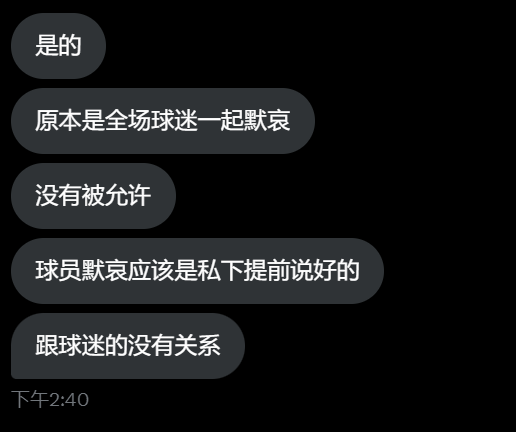 是的
原本是全场球迷一起默哀
没有被允许
球员默哀应该是私下提前说好的
跟球迷的没有关系
下午2:40